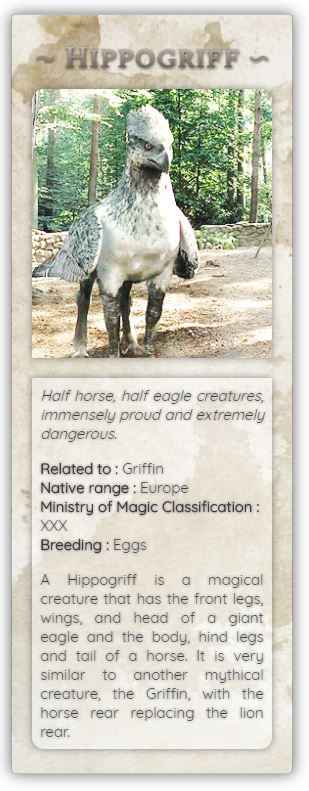 ~ Hippogriff ~
Half horse, half eagle creatures,
immensely proud and extremely
dangerous.
Related to : Griffin
Native range : Europe
Ministry of Magic Classification :
XXX
Breeding : Eggs
A Hippogriff is a magical
creature that has the front legs,
wings, and head of a giant
eagle and the body, hind legs
and tail of a horse. It is very
similar to another mythical
creature, the Griffin, with the
horse rear replacing the lion
rear.